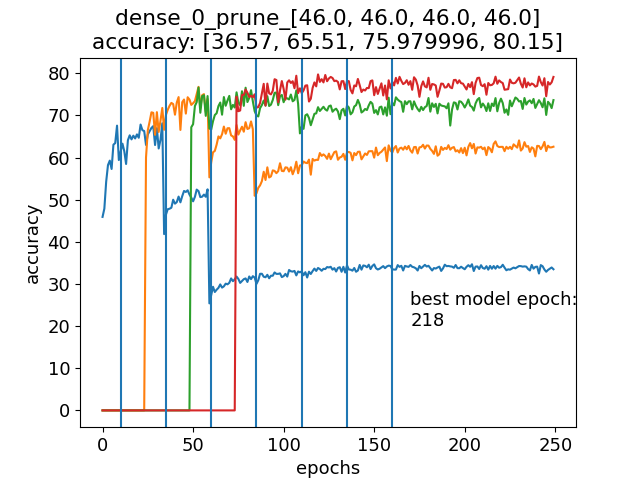 dense_0_prune_[46.0, 46.0, 46.0, 46.0]
accuracy: [36.57, 65.51, 75.979996, 80.15]
80
70
60
50
40
30
20
10
0
accuracy
best model epoch:
218
0 50 100 150 200 250
epochs